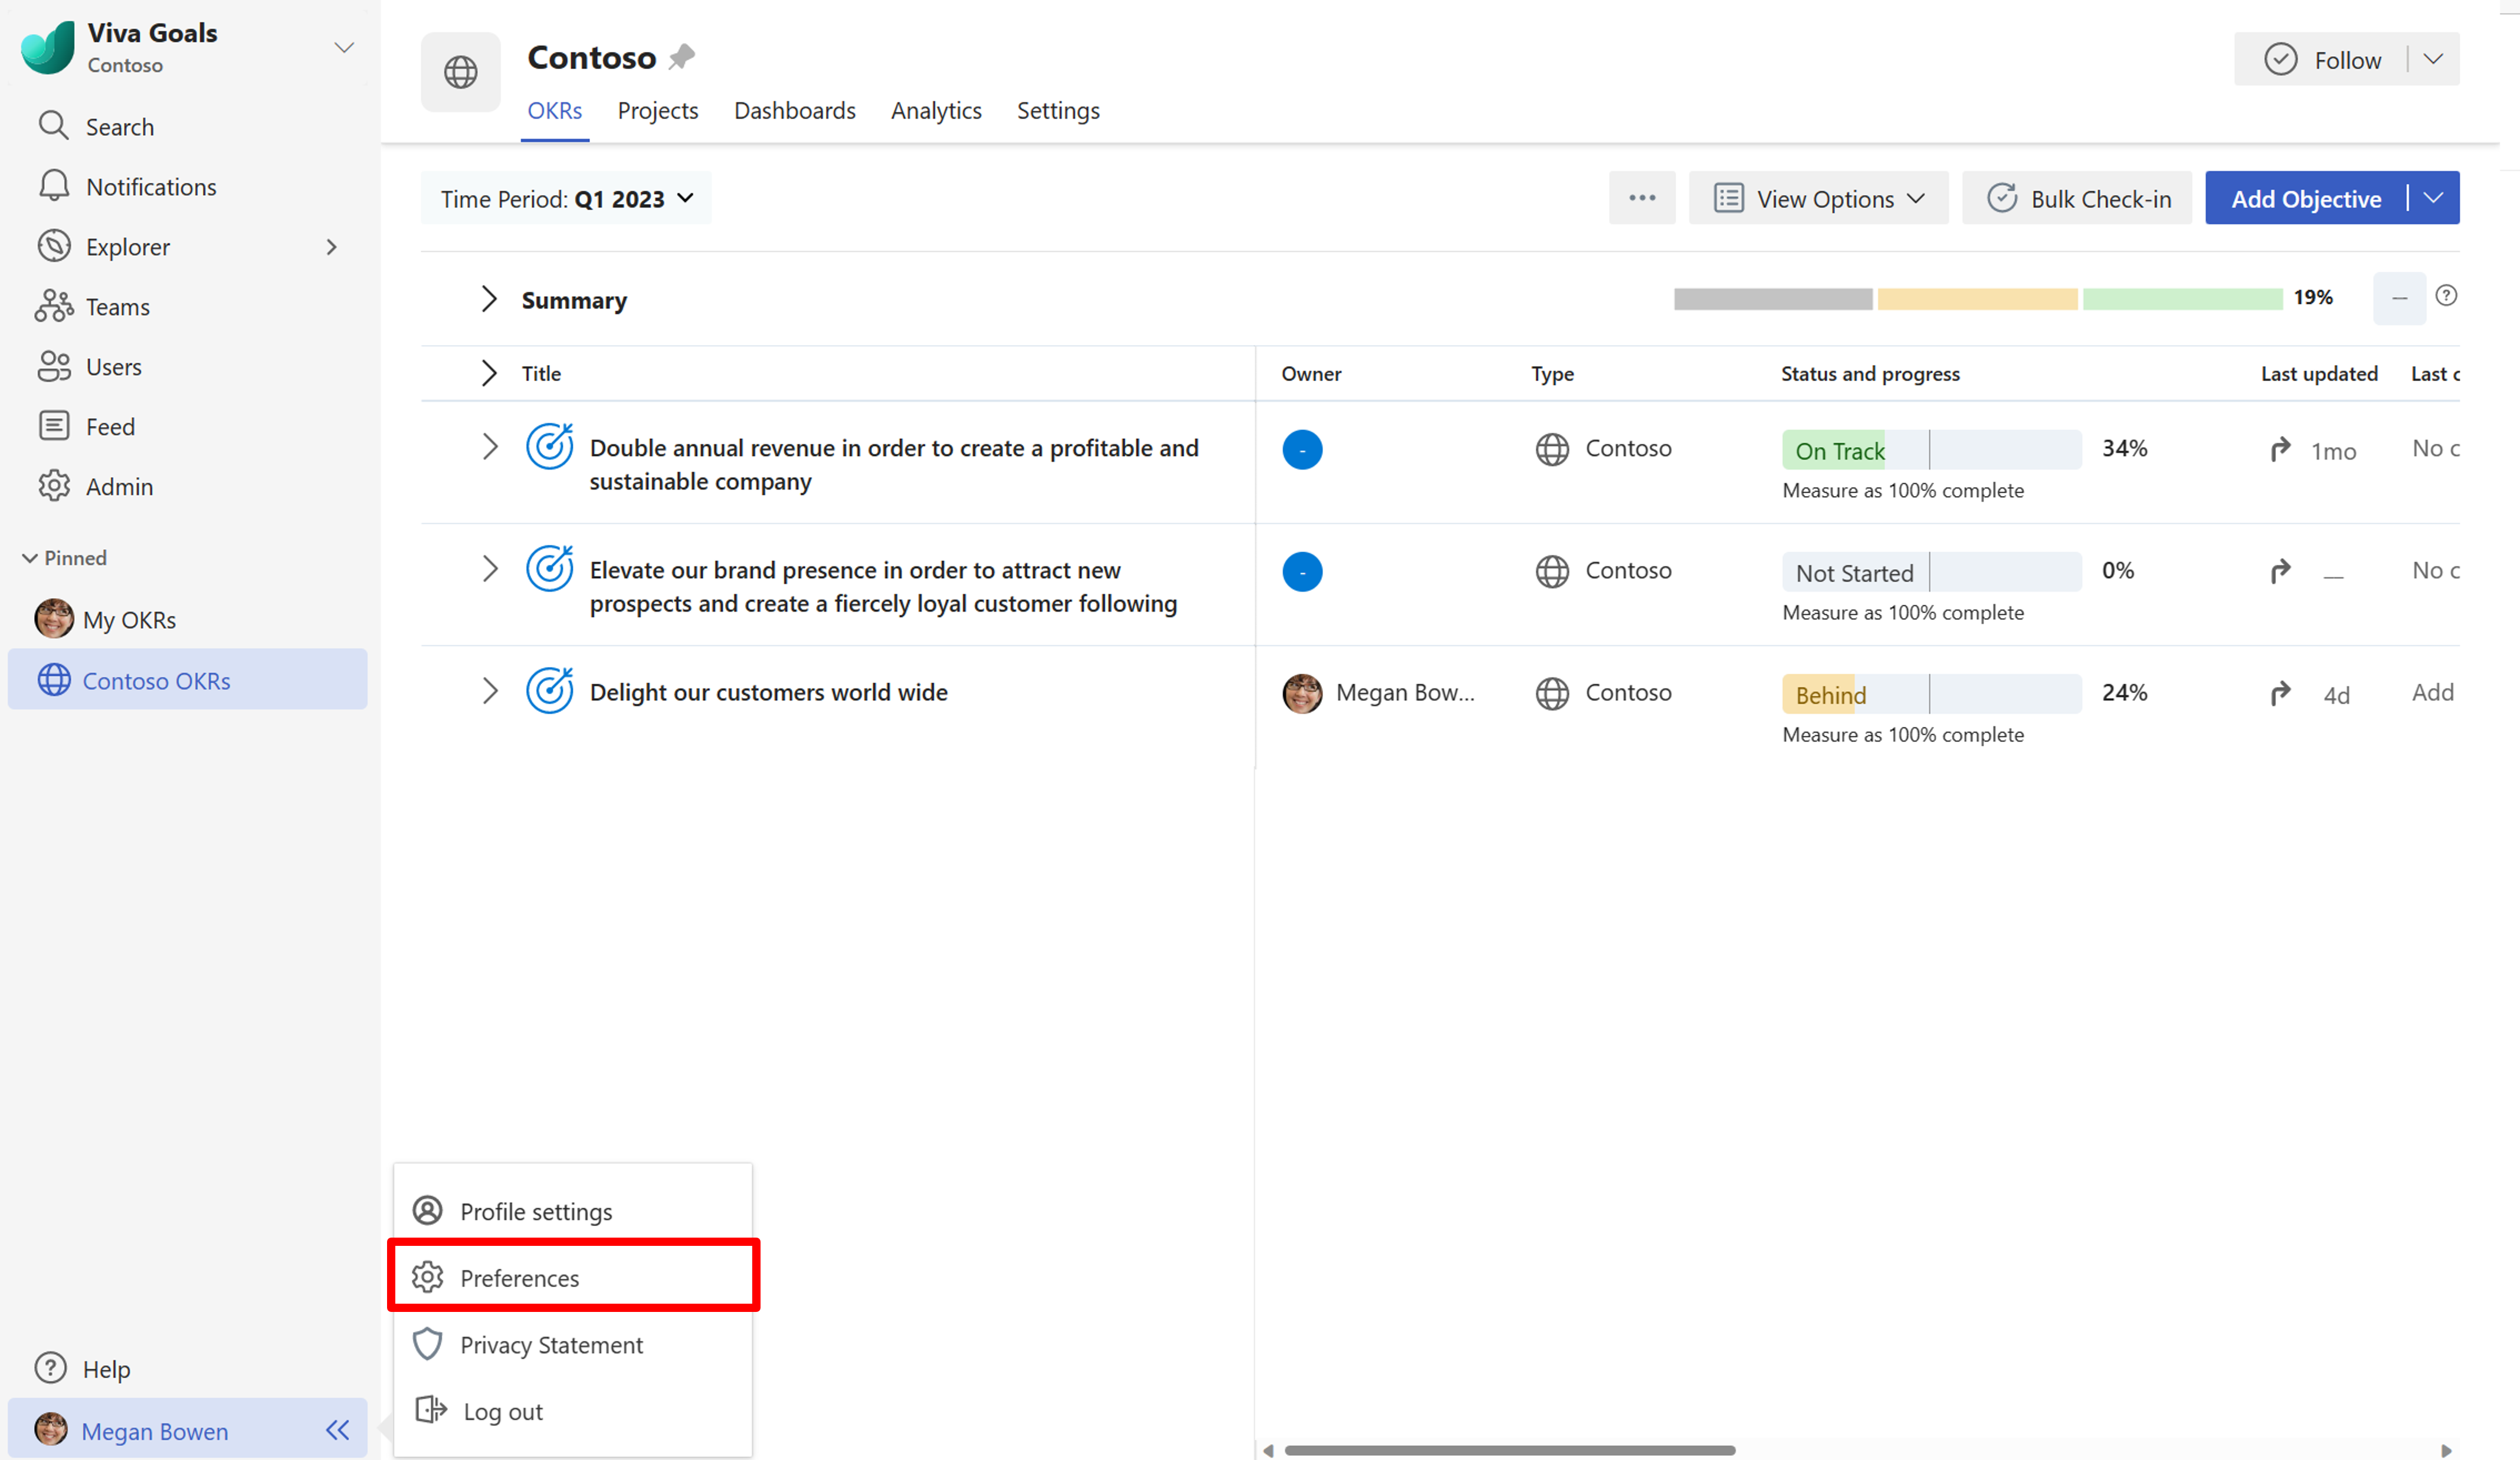 Viva Goals
Contoso
Search
Notifications
Explorer
Teams
Users
Feed
Admin
Pinned
My OKRs
Contoso OKRs
Help
Megan Bowen
Contoso
Follow
OKRs Projects Dashboards Analytics Settings
Time Period: Q1 2023
View Options
Bulk Check-in
Add Objective
Summary
19%
Title Owner Type Status and progress Last updated Last c
Double annual revenue in order to create a profitable and
sustainable company
- Contoso On Track 34% 1mo No c
Measure as 100% complete
Elevate our brand presence in order to attract new
prospects and create a fiercely loyal customer following
- Contoso Not Started 0% — No c
Measure as 100% complete
Delight our customers world wide
Megan Bow... Contoso Behind 24% 4d Add
Measure as 100% complete
Profile settings
Preferences
Privacy Statement
Log out